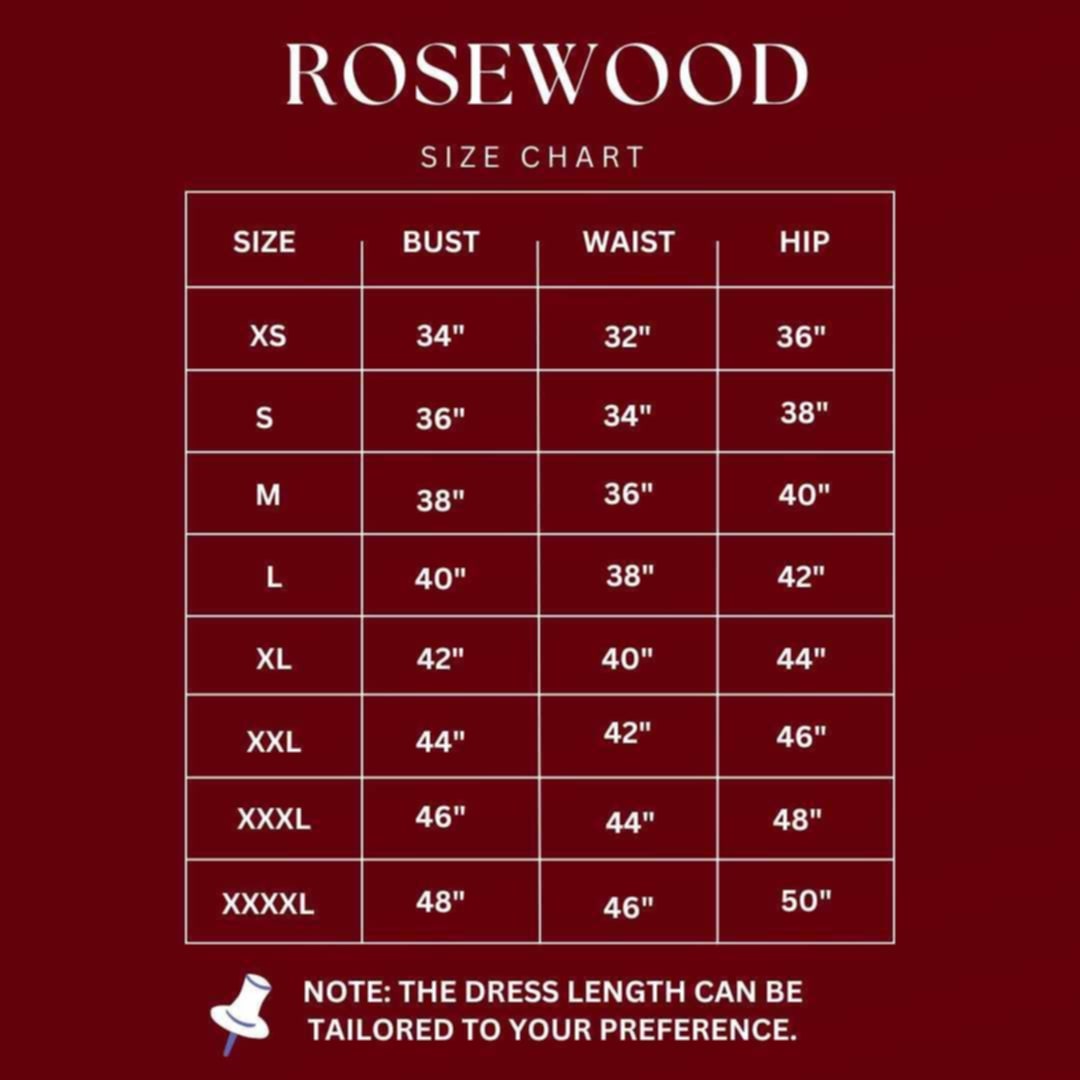 ROSEWOOD
SIZE CHART
SIZE BUST WAIST HIP
XS 34" 32" 36"
S 36" 34" 38"
M 38" 36" 40"
L 40" 38" 42"
XL 42" 40" 44"
XXL 44" 42" 46"
XXXL 46" 44" 48"
XXXXL 48" 46" 50"
NOTE: THE DRESS LENGTH CAN BE
TAILORED TO YOUR PREFERENCE.